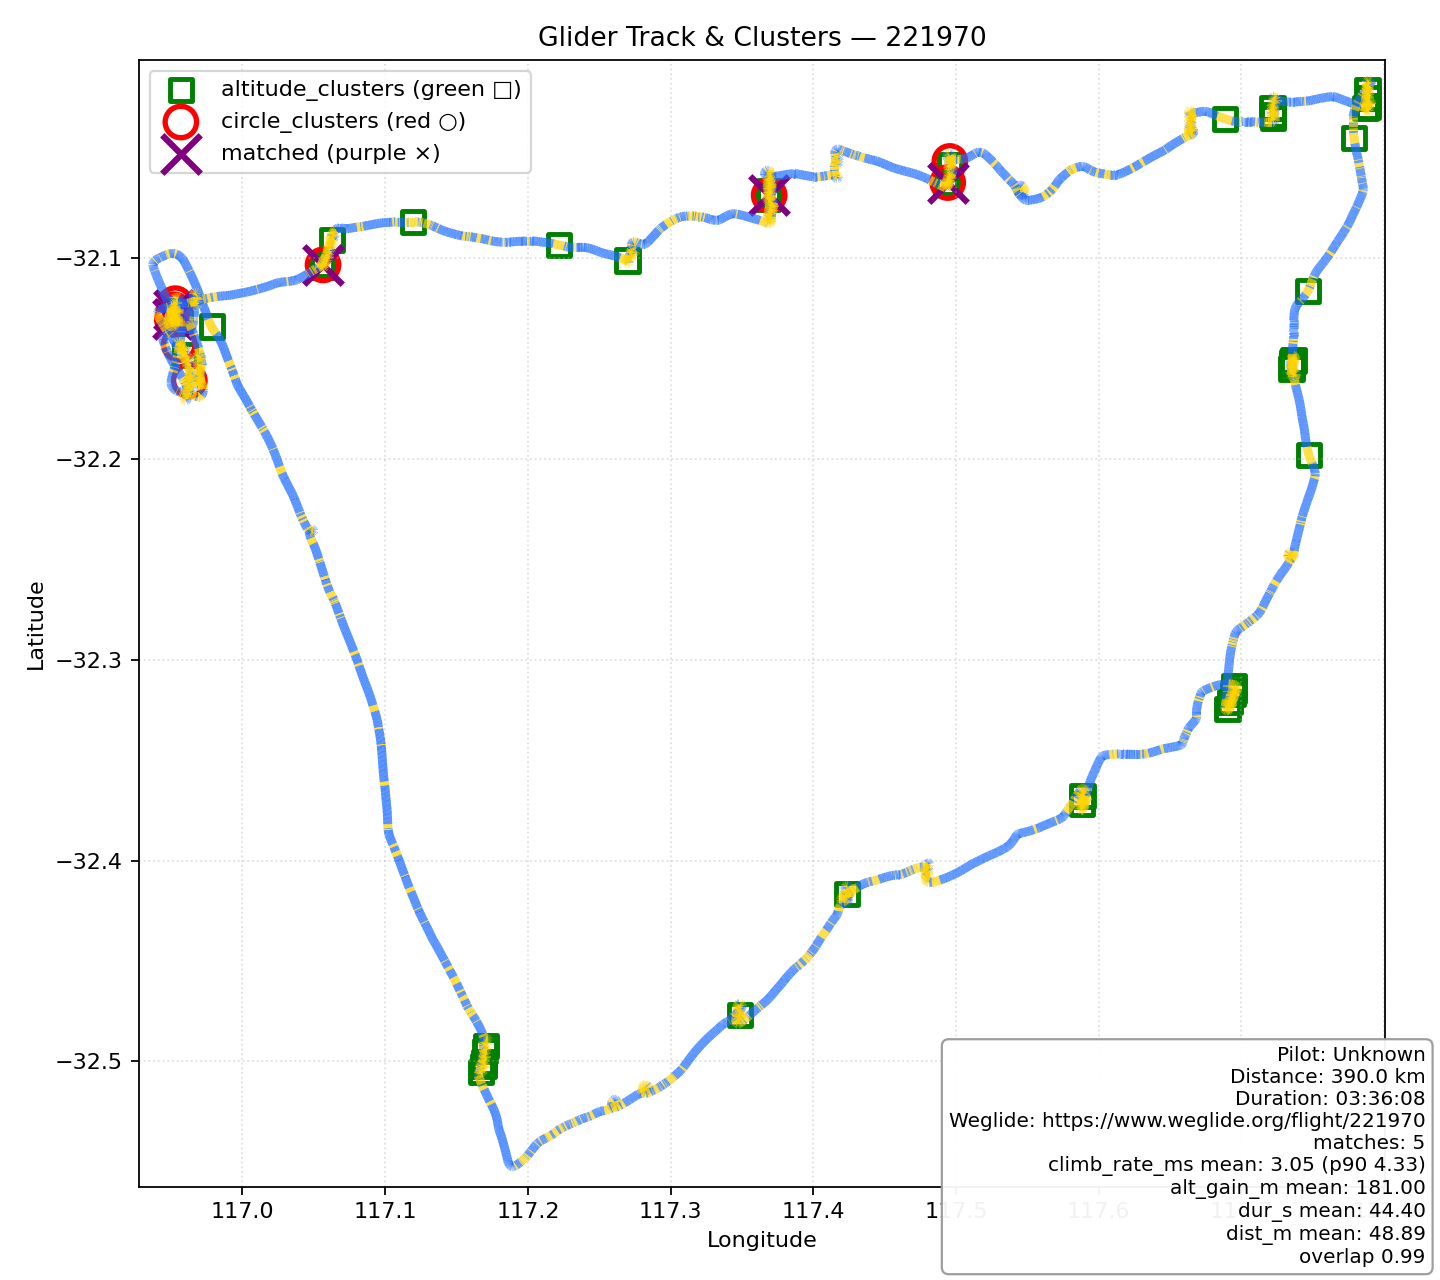 Glider Track & Clusters — 221970
altitude_clusters (green □)
circle_clusters (red ○)
matched (purple ×)
−32.1
−32.2
−32.3
−32.4
−32.5
Latitude
117.0
117.1
117.2
117.3
117.4
117.5
117.6
Longitude
Pilot: Unknown
Distance: 390.0 km
Duration: 03:36:08
Weglide: https://www.weglide.org/flight/221970
matches: 5
climb_rate_ms mean: 3.05 (p90 4.33)
alt_gain_m mean: 181.00
dur_s mean: 44.40
dist_m mean: 48.89
overlap 0.99